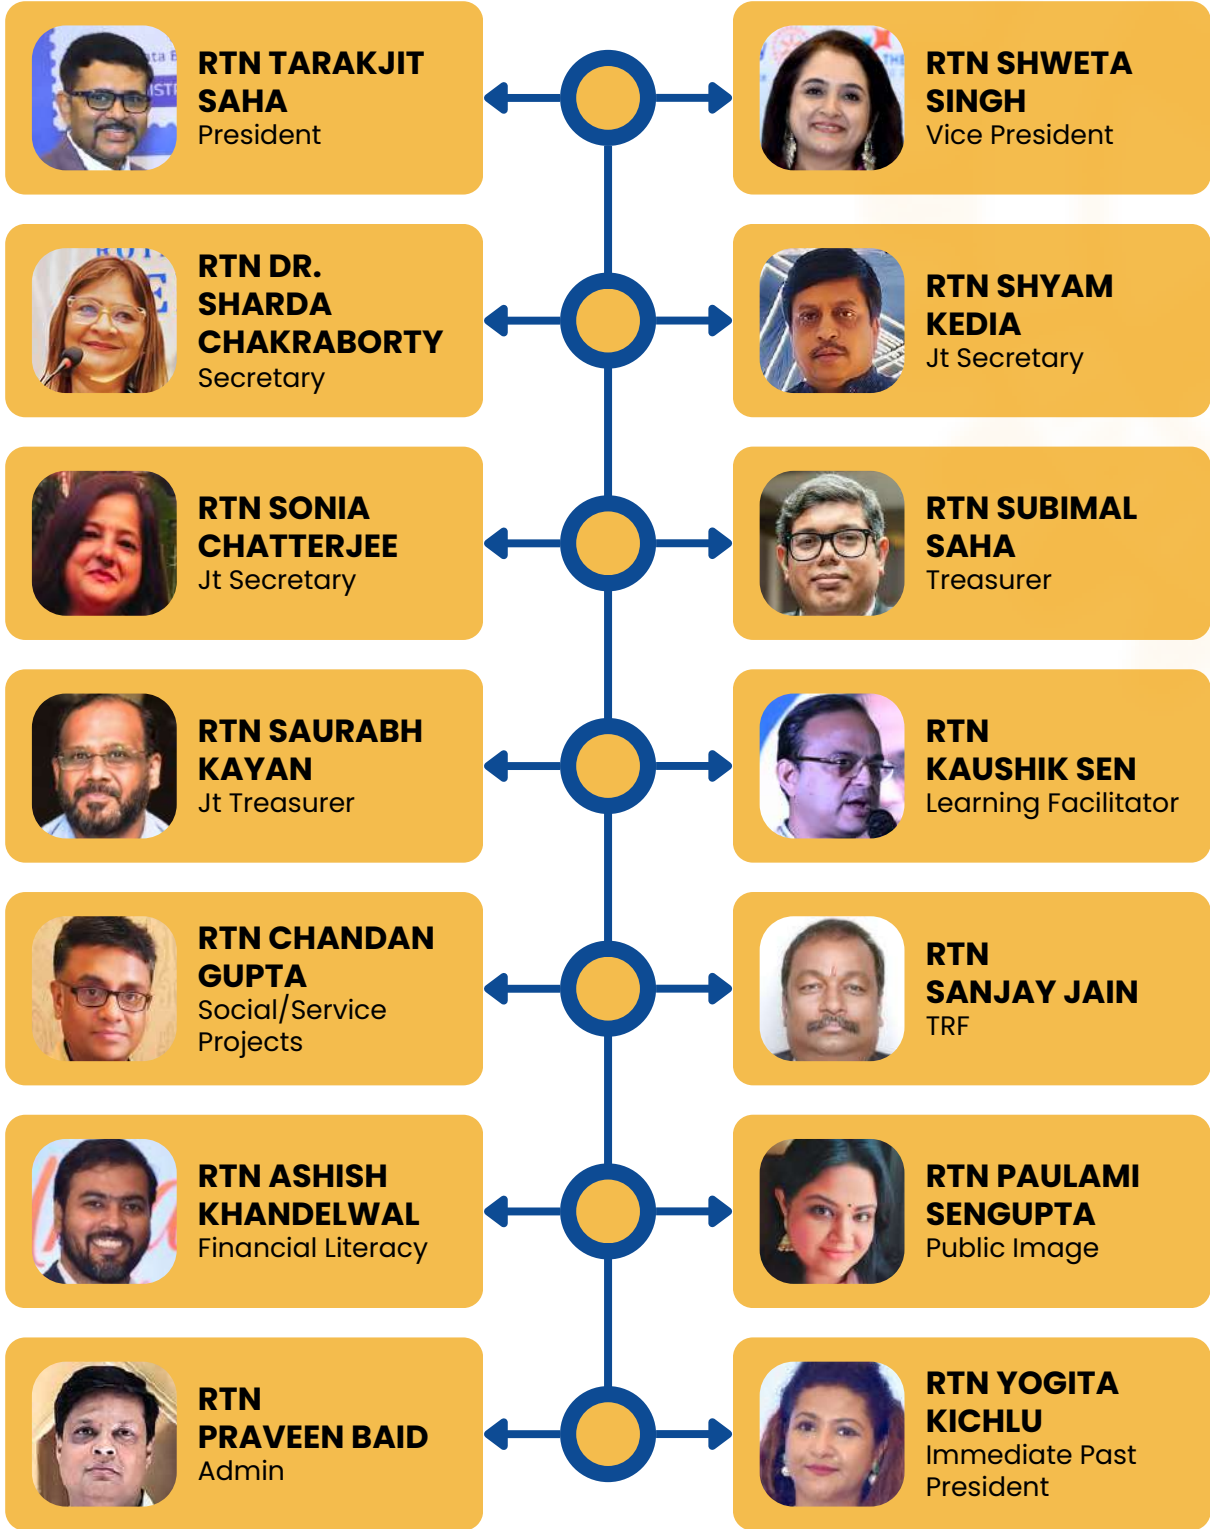 RTN TARAKJIT
SAHA
President
RTN SHWETA
SINGH
Vice President
RTN DR.
SHARDA
CHAKRABORTY
Secretary
RTN SHYAM
KEDIA
Jt Secretary
RTN SONIA
CHATTERJEE
Jt Secretary
RTN SUBIMAL
SAHA
Treasurer
RTN SAURABH
KAYAN
Jt Treasurer
RTN
KAUSHIK SEN
Learning Facilitator
RTN CHANDAN
GUPTA
Social/Service
Projects
RTN
SANJAY JAIN
TRF
RTN ASHISH
KHANDELWAL
Financial Literacy
RTN PAULAMI
SENGUPTA
Public Image
RTN
PRAVEEN BAID
Admin
RTN YOGITA
KICHLU
Immediate Past
President